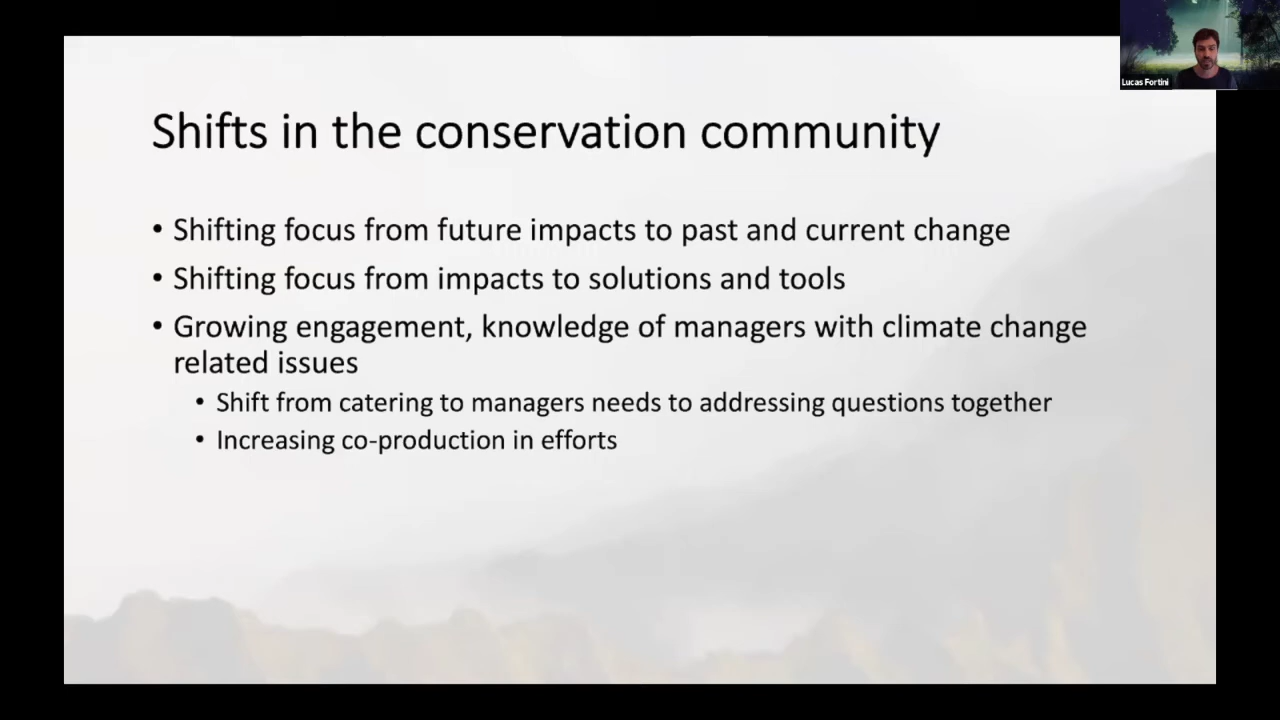 Lucas Fortini
Shifts in the conservation community
• Shifting focus from future impacts to past and current change
• Shifting focus from impacts to solutions and tools
• Growing engagement, knowledge of managers with climate change
related issues
• Shift from catering to managers needs to addressing questions together
• Increasing co-production in efforts